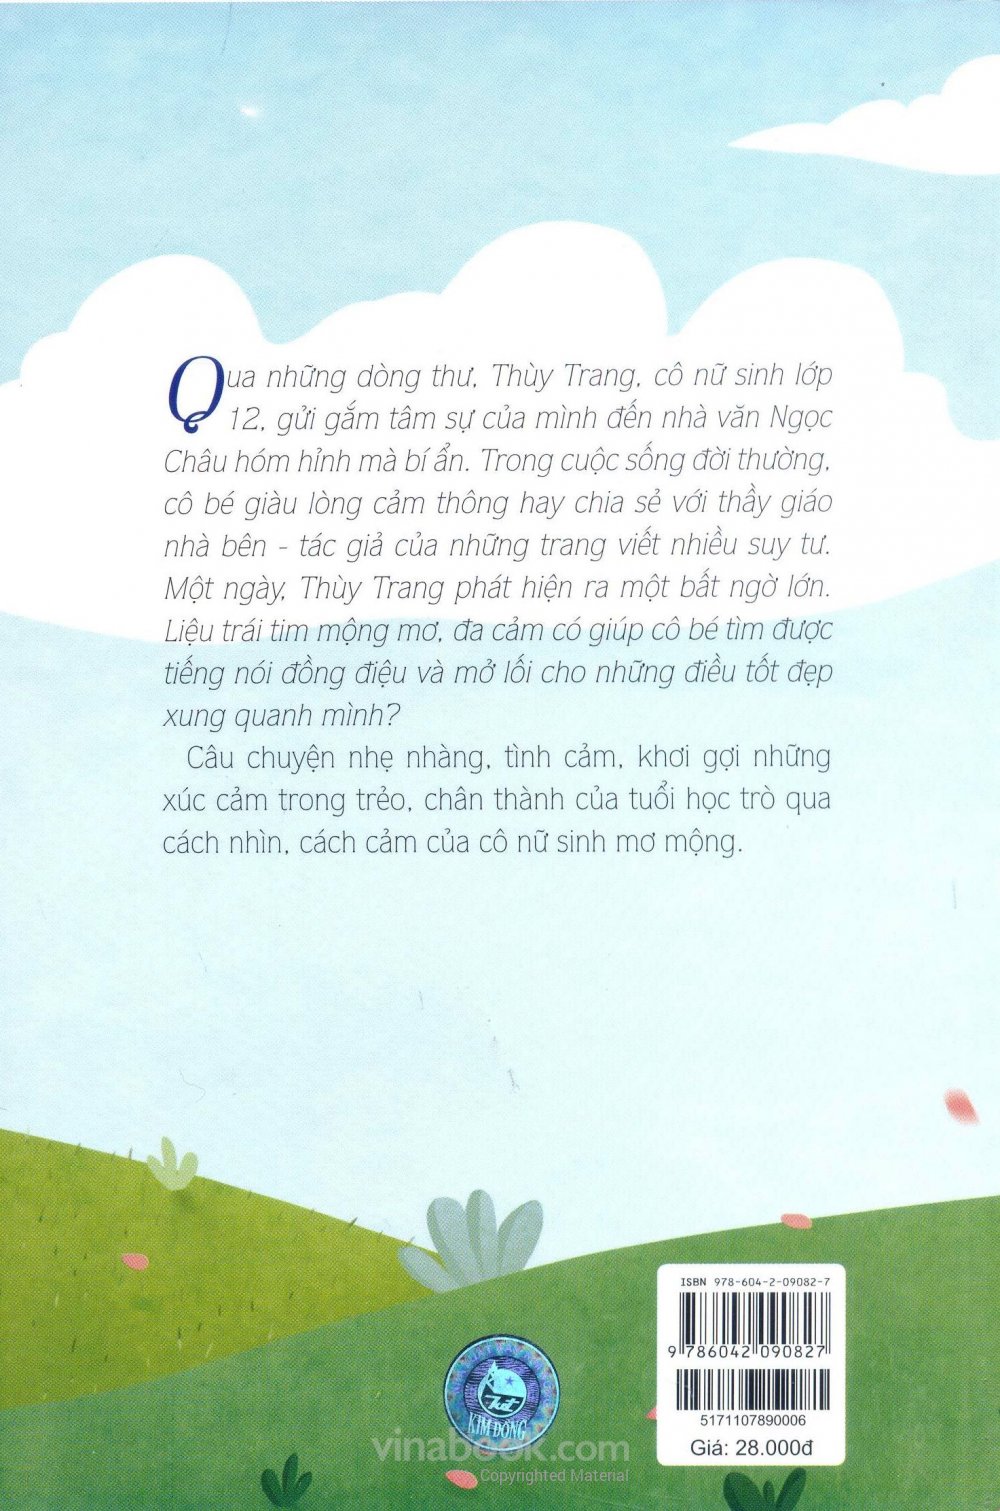 Qua những dòng thư, Thùy Trang, cô nữ sinh lớp
12, gửi gắm tâm sự của mình đến nhà văn Ngọc
Châu hóm hỉnh mà bí ẩn. Trong cuộc sống đời thường,
cô bé giàu lòng cảm thông hay chia sẻ với thầy giáo
nhà bên - tác giả của những trang viết nhiều suy tư.
Một ngày, Thùy Trang phát hiện ra một bất ngờ lớn.
Liệu trái tim mộng mơ, đa cảm có giúp cô bé tìm được
tiếng nói đồng điệu và mở lối cho những điều tốt đẹp
xung quanh mình?
Câu chuyện nhẹ nhàng, tình cảm, khơi gợi những
xúc cảm trong trẻo, chân thành của tuổi học trò qua
cách nhìn, cách cảm của cô nữ sinh mơ mộng.
ISBN 978-604-2-09082-7
9 786042 090827
5171107890006
Giá: 28.000đ
KIM ĐỒNG
vinabook.com
Copyrighted Material